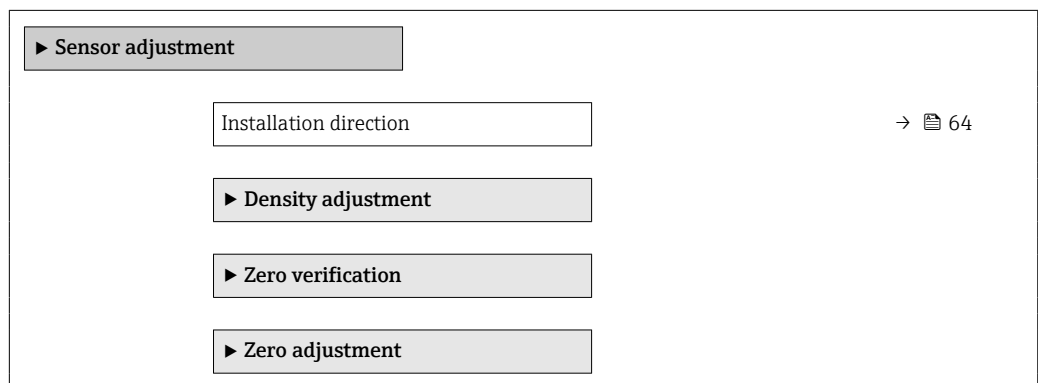 ▶ Sensor adjustment
Installation direction → 64
▶ Density adjustment
▶ Zero verification
▶ Zero adjustment